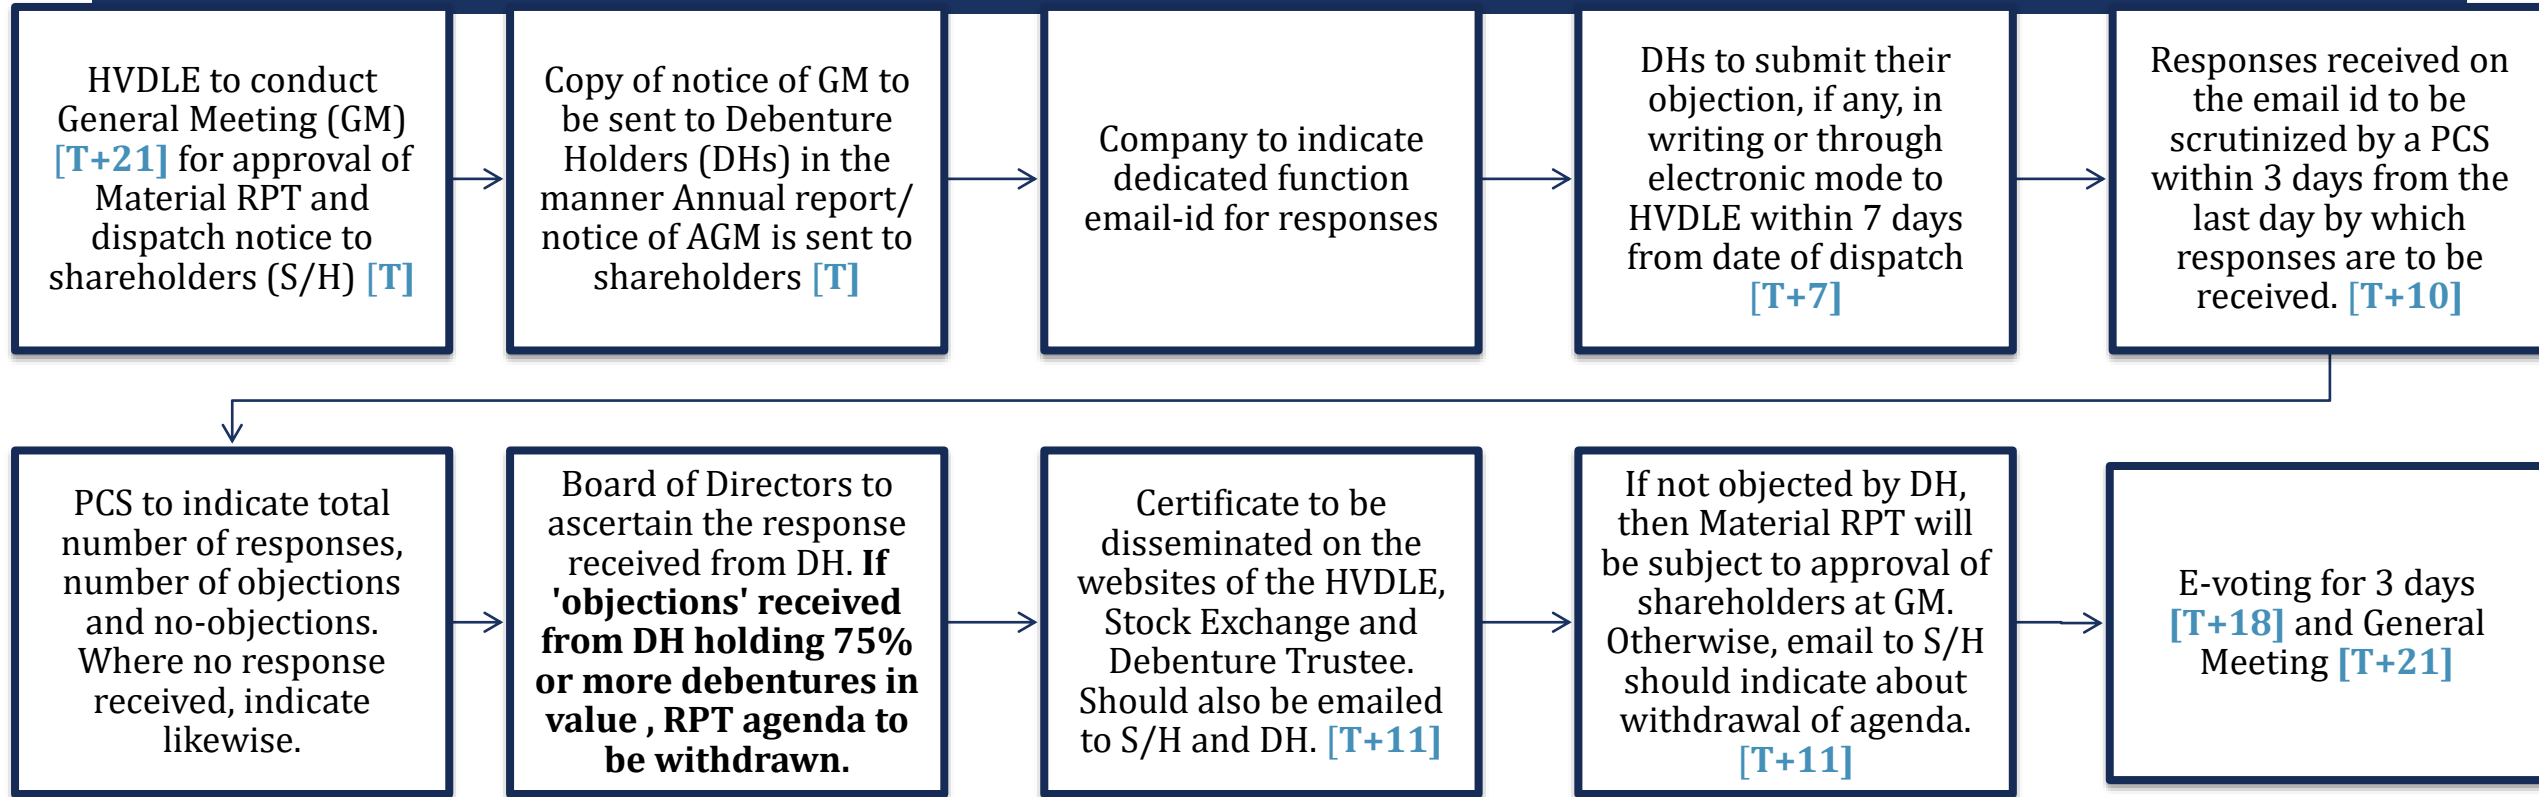 HVDLE to conduct
General Meeting (GM)
[T+21] for approval of
Material RPT and
dispatch notice to
shareholders (S/H) [T]
Copy of notice of GM to
be sent to Debenture
Holders (DHs) in the
manner Annual report/
notice of AGM is sent to
shareholders [T]
Company to indicate
dedicated function
email-id for responses
DHs to submit their
objection, if any, in
writing or through
electronic mode to
HVDLE within 7 days
from date of dispatch
[T+7]
Responses received on
the email id to be
scrutinized by a PCS
within 3 days from the
last day by which
responses are to be
received. [T+10]
PCS to indicate total
number of responses,
number of objections
and no-objections.
Where no response
received, indicate
likewise.
Board of Directors to
ascertain the response
received from DH. If
'objections' received
from DH holding 75%
or more debentures in
value , RPT agenda to
be withdrawn.
Certificate to be
disseminated on the
websites of the HVDLE,
Stock Exchange and
Debenture Trustee.
Should also be emailed
to S/H and DH. [T+11]
If not objected by DH,
then Material RPT will
be subject to approval of
shareholders at GM.
Otherwise, email to S/H
should indicate about
withdrawal of agenda.
[T+11]
E-voting for 3 days
[T+18] and General
Meeting [T+21]